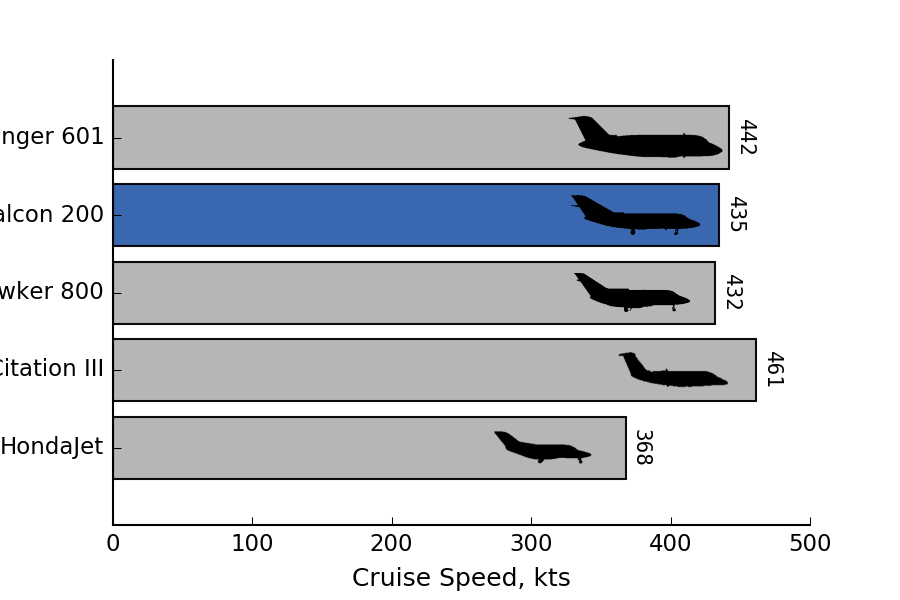 nger 601
442
alcon 200
435
wker 800
432
Citation III
461
HondaJet
368
0 100 200 300 400 500
Cruise Speed, kts